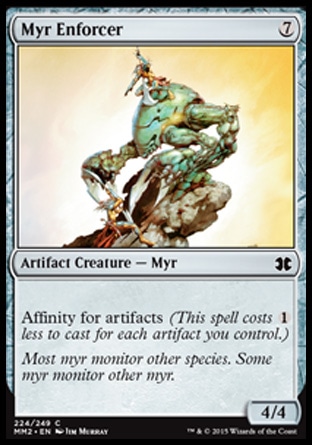 Myr Enforcer 7
Artifact Creature — Myr
Affinity for artifacts (This spell costs 1
less to cast for each artifact you control.)
Most myr monitor other species. Some
myr monitor other myr.
4/4
224/249 C
MM2 • EN Jim Murray
™ & © 2015 Wizards of the Coast